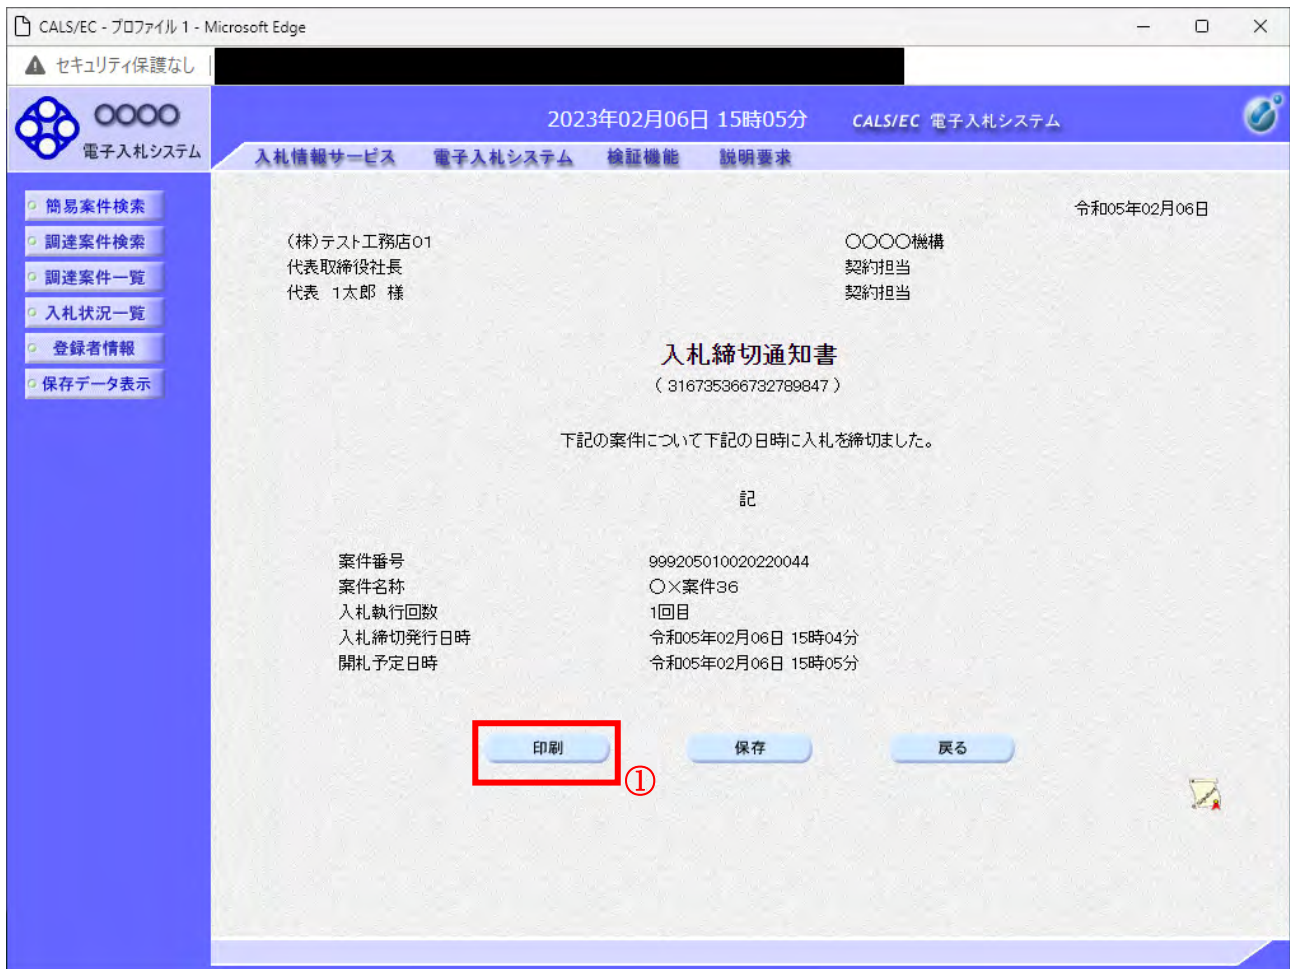 CALS/EC - プロファイル 1 - Microsoft Edge
セキュリティ保護なし
〇〇〇〇
電子入札システム
2023年02月06日 15時05分
CALS/EC 電子入札システム
入札情報サービス 電子入札システム 検証機能 説明要求
簡易案件検索
調達案件検索
調達案件一覧
入札状況一覧
登録者情報
保存データ表示
令和05年02月06日
(株)テスト工務店01
代表取締役社長
代表 1太郎 様
〇〇〇〇機構
契約担当
契約担当
入札締切通知書
( 316735366732789847 )
下記の案件について下記の日時に入札を締切ました。
記
案件番号 999205010020220044
案件名称 〇×案件36
入札執行回数 1回目
入札締切発行日時 令和05年02月06日 15時04分
開札予定日時 令和05年02月06日 15時05分
印刷 保存 戻る
①